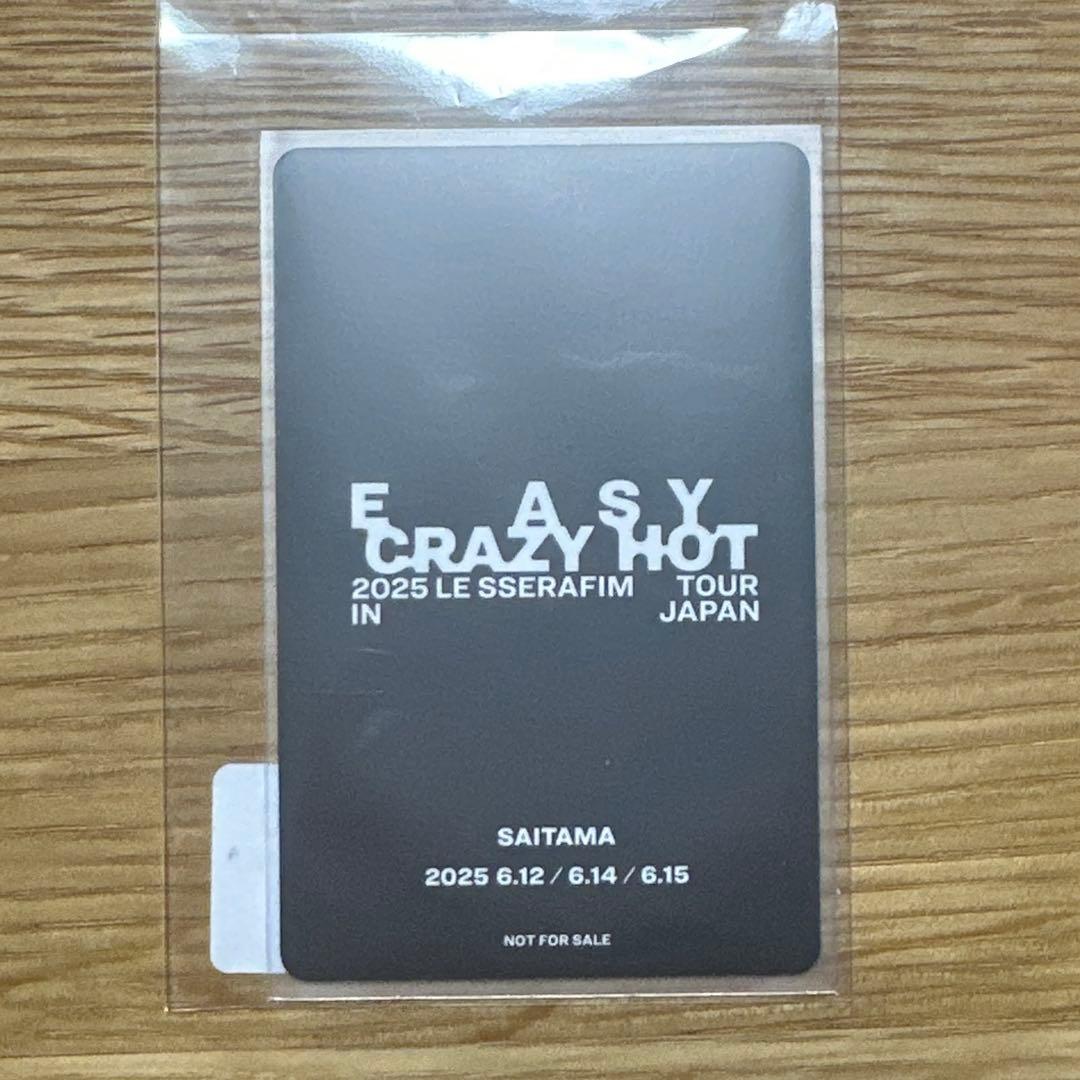 E ASY
CRAZY HOT
2025 LE SSERAFIM TOUR
IN JAPAN
SAITAMA
2025 6.12 / 6.14 / 6.15
NOT FOR SALE